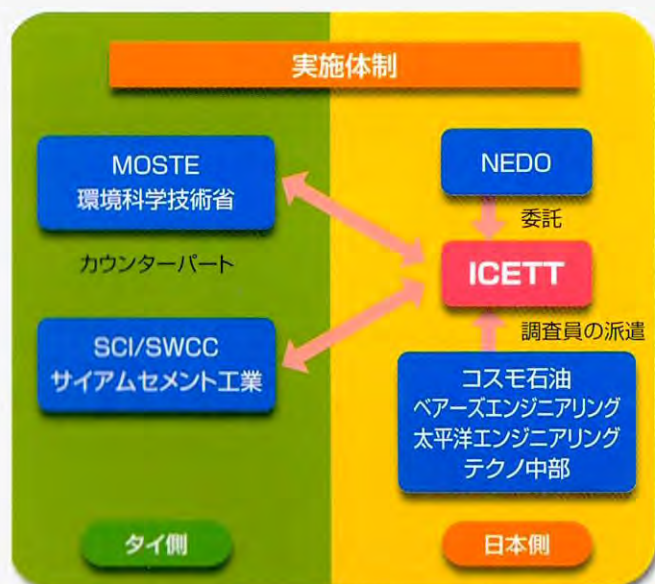 実施体制
MOSTE
環境科学技術省
カウンターパート
SCI/SWCC
サイアムセメント工業
タイ側
NEDO
委託
ICETT
調査員の派遣
コスモ石油
ベアーズエンジニアリング
太平洋エンジニアリング
テクノ中部
日本側